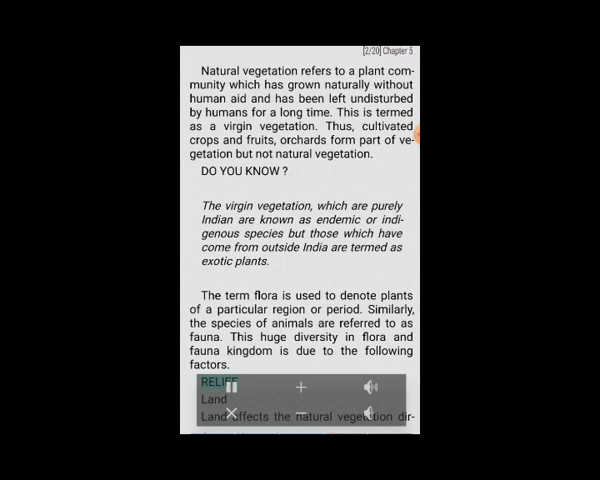 [2/20] Chapter 5
Natural vegetation refers to a plant com-
munity which has grown naturally without
human aid and has been left undisturbed
by humans for a long time. This is termed
as a virgin vegetation. Thus, cultivated
crops and fruits, orchards form part of ve-
getation but not natural vegetation.
DO YOU KNOW ?
The virgin vegetation, which are purely
Indian are known as endemic or indi-
genous species but those which have
come from outside India are termed as
exotic plants.
The term flora is used to denote plants
of a particular region or period. Similarly,
the species of animals are referred to as
fauna. This huge diversity in flora and
fauna kingdom is due to the following
factors.
RELIEF
Land
Land affects the natural vegetation dir-